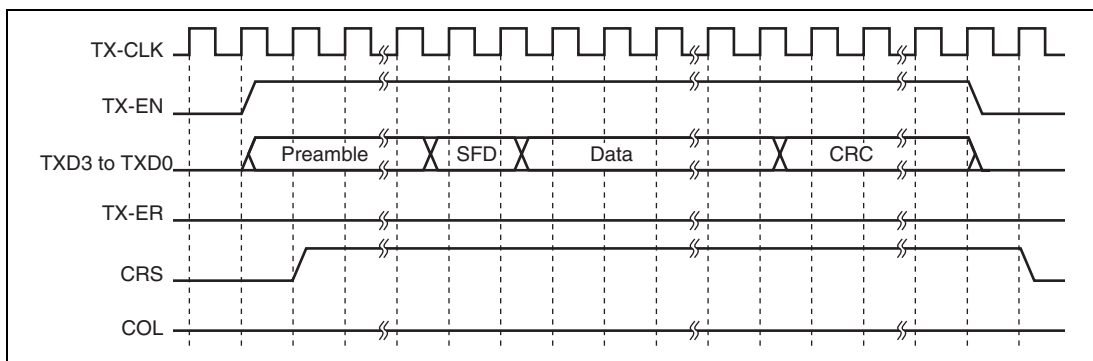 TX-CLK
TX-EN
TXD3 to TXD0
Preamble SFD Data CRC
TX-ER
CRS
COL